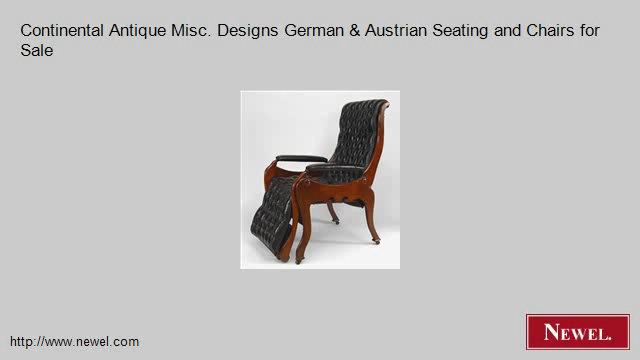 Continental Antique Misc. Designs German & Austrian Seating and Chairs for
Sale
http://www.newel.com
NEWEL.